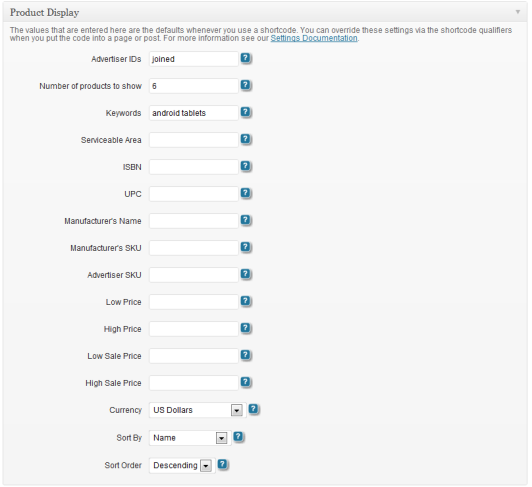 Product Display
The values that are entered here are the defaults whenever you use a shortcode. You can override these settings via the shortcode qualifiers
when you put the code into a page or post. For more information see our Settings Documentation.
Advertiser IDs joined ?
Number of products to show 6 ?
Keywords android tablets ?
Serviceable Area ?
ISBN ?
UPC ?
Manufacturer's Name ?
Manufacturer's SKU ?
Advertiser SKU ?
Low Price ?
High Price ?
Low Sale Price ?
High Sale Price ?
Currency US Dollars ?
Sort By Name ?
Sort Order Descending ?